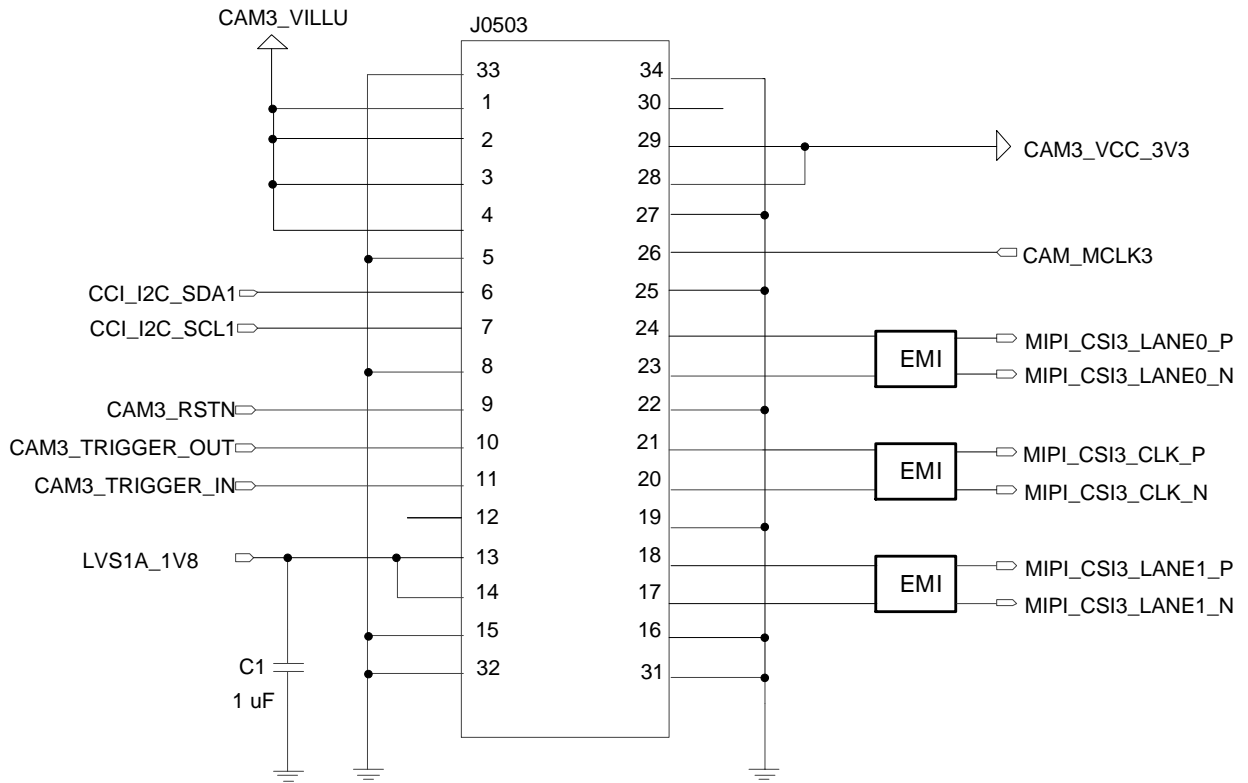 CAM3_VILLU
J0503
33 34
1 30
2 29
CAM3_VCC_3V3
3 28
4 27
5 26
CAM_MCLK3
CCI_I2C_SDA1
6 25
CCI_I2C_SCL1
7 24
EMI
MIPI_CSI3_LANE0_P
8 23
MIPI_CSI3_LANE0_N
CAM3_RSTN
9 22
CAM3_TRIGGER_OUT
10 21
EMI
MIPI_CSI3_CLK_P
CAM3_TRIGGER_IN
11 20
MIPI_CSI3_CLK_N
12 19
LVS1A_1V8
13 18
EMI
MIPI_CSI3_LANE1_P
14 17
MIPI_CSI3_LANE1_N
15 16
C1
32 31
1 uF